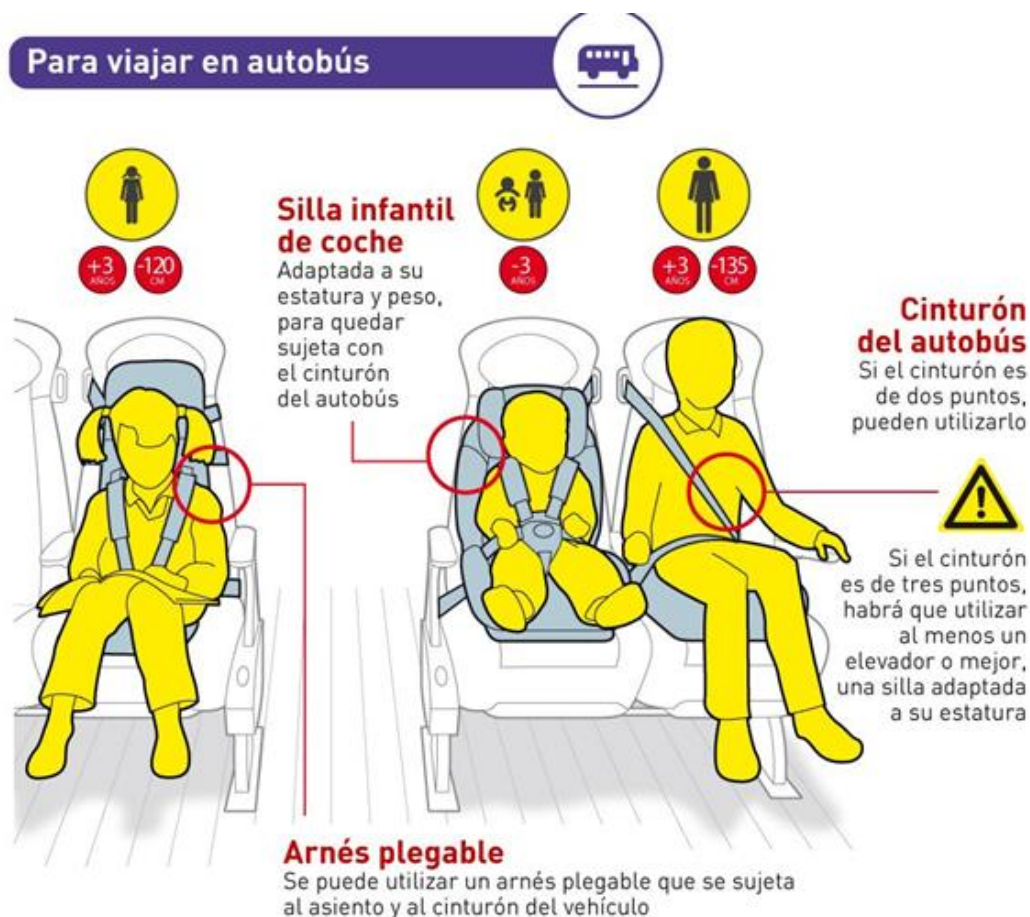 Para viajar en autobús
+3
AÑOS
-120
CM
Silla infantil
de coche
Adaptada a su
estatura y peso,
para quedar
sujeta con
el cinturón
del autobús
-3
AÑOS
+3
AÑOS
-135
CM
Cinturón
del autobús
Si el cinturón es
de dos puntos,
pueden utilizarlo
!
Si el cinturón
es de tres puntos,
habrá que utilizar
al menos un
elevador o mejor,
una silla adaptada
a su estatura
Arnés plegable
Se puede utilizar un arnés plegable que se sujeta
al asiento y al cinturón del vehículo